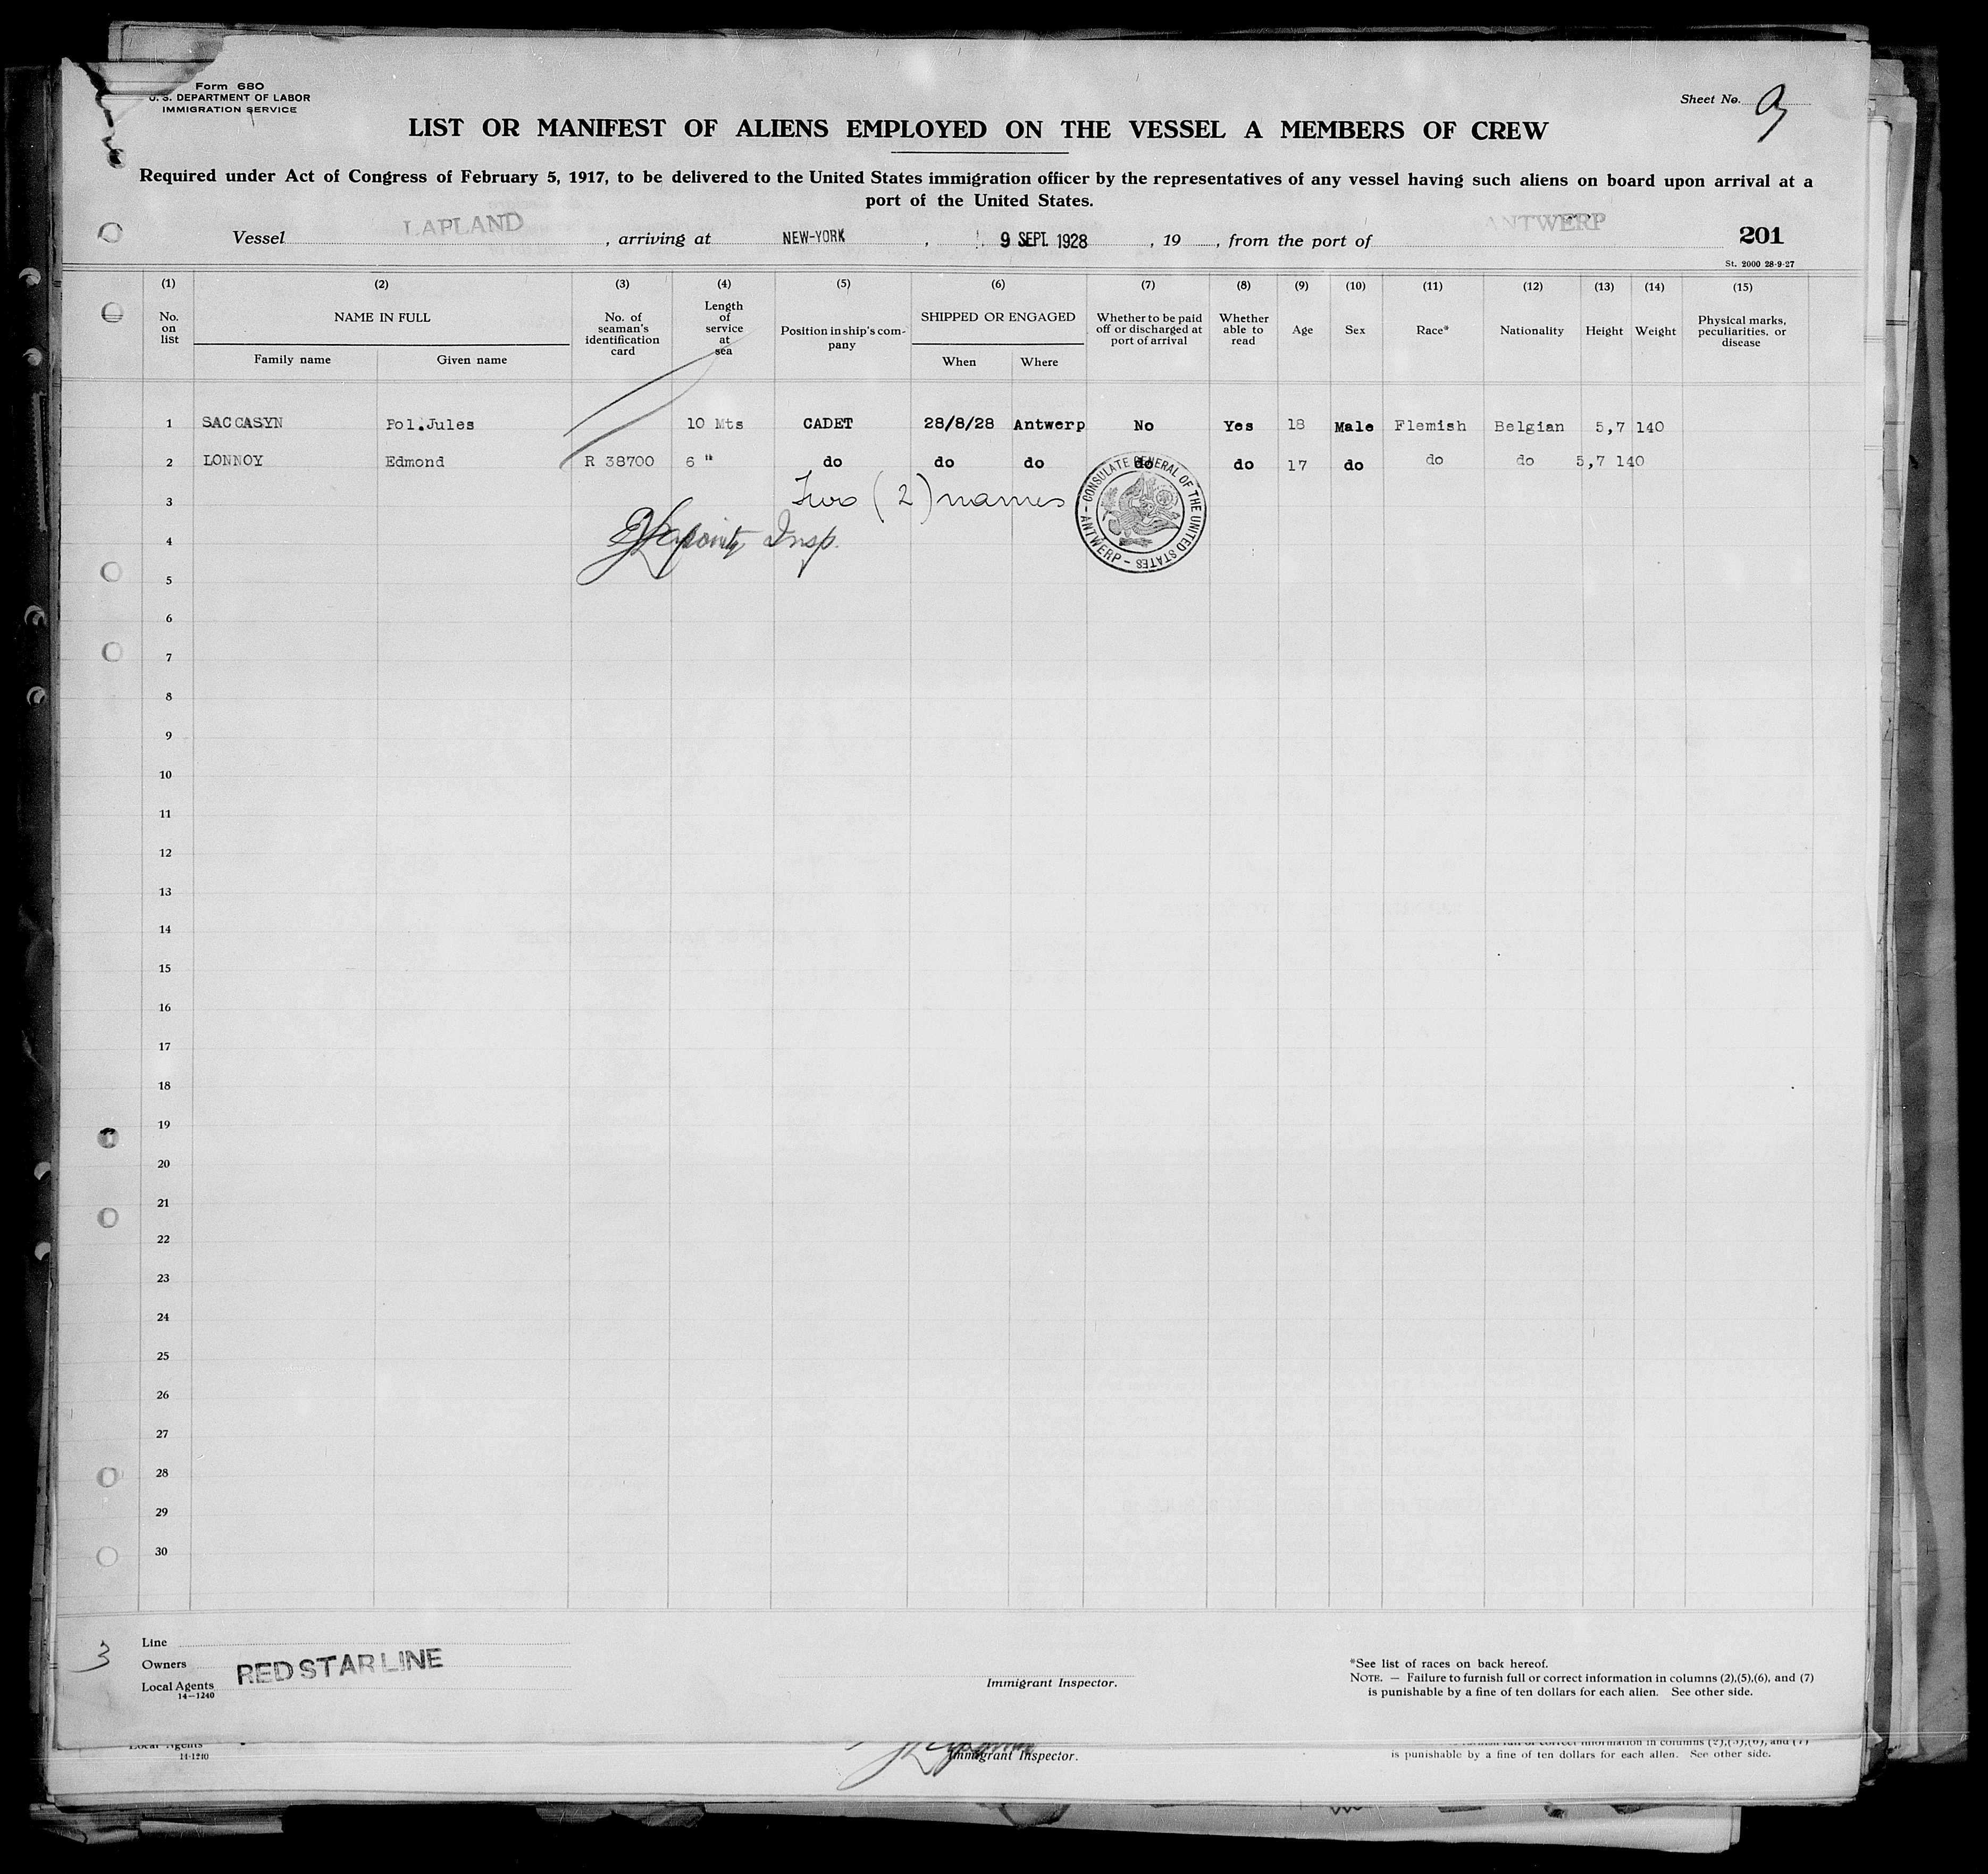 Form 680
U. S. DEPARTMENT OF LABOR
IMMIGRATION SERVICE
Sheet No. 9
LIST OR MANIFEST OF ALIENS EMPLOYED ON THE VESSEL A MEMBERS OF CREW
Required under Act of Congress of February 5, 1917, to be delivered to the United States immigration officer by the representatives of any vessel having such aliens on board upon arrival at a
port of the United States.
Vessel LAPLAND , arriving at NEW-YORK , 9 SEPT. 1928 , 19 , from the port of ANTWERP 201
St. 2000 28-9-27
(1) (2) (3) (4) (5) (6) (7) (8) (9) (10) (11) (12) (13) (14) (15)
No. on list NAME IN FULL Family name Given name No. of seaman's identification card Length of service at sea Position in ship's company SHIPPED OR ENGAGED When Where Whether to be paid off or discharged at port of arrival Whether able to read Age Sex Race* Nationality Height Weight Physical marks, peculiarities, or disease
1 SACCASYN Pol.Jules 10 Mts CADET 28/8/28 Antwerp No Yes 18 Male Flemish Belgian 5,7 140
2 LONNOY Edmond R 38700 6 " do do do do do 17 do do do 5,7 140
3 Two (2) names
CONSULATE GENERAL OF THE UNITED STATES - ANTWERP -
4 Insp.
5
6
7
8
9
10
11
12
13
14
15
16
17
18
19
20
21
22
23
24
25
26
27
28
29
30
3
Line
Owners
RED STAR LINE
Local Agents
14-1240
Immigrant Inspector.
*See list of races on back hereof.
NOTE. — Failure to furnish full or correct information in columns (2),(5),(6), and (7)
is punishable by a fine of ten dollars for each alien. See other side.
Local Agents
14-1240
Immigrant Inspector.
is punishable by a fine of ten dollars for each alien. See other side.